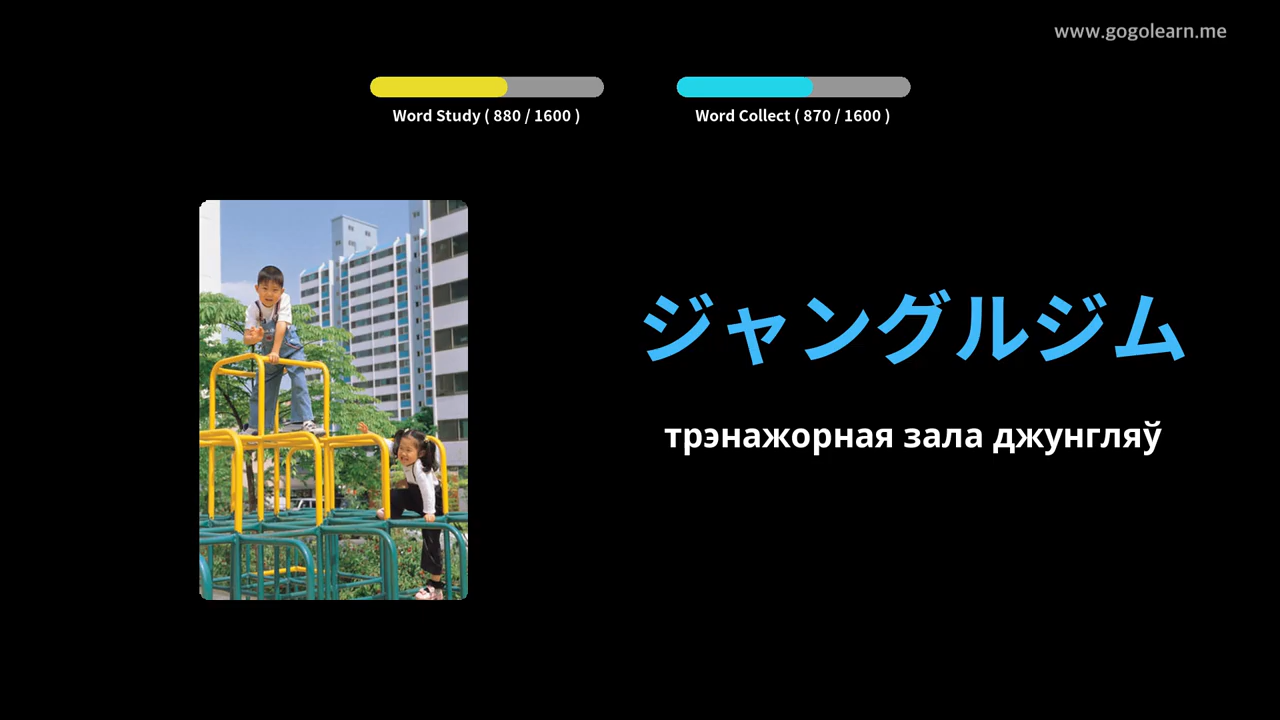 www.gogolearn.me
Word Study ( 880 / 1600 )
Word Collect ( 870 / 1600 )
ジャングルジム
трэнажорная зала джунгляў